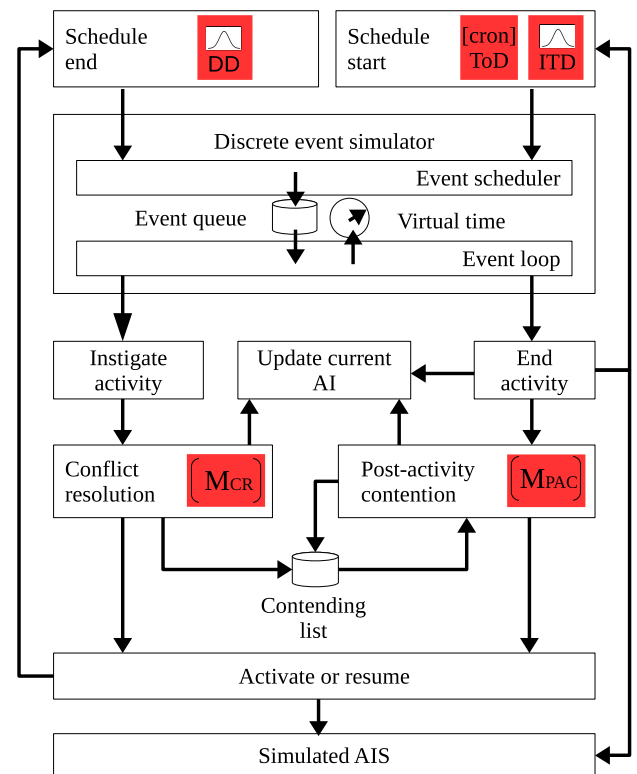 Schedule
end
DD
Schedule
start
[cron]
ToD
ITD
Discrete event simulator
Event scheduler
Event queue
Virtual time
Event loop
Instigate
activity
Update current
AI
End
activity
Conflict
resolution
MCR
Post-activity
contention
MPAC
Contending
list
Activate or resume
Simulated AIS